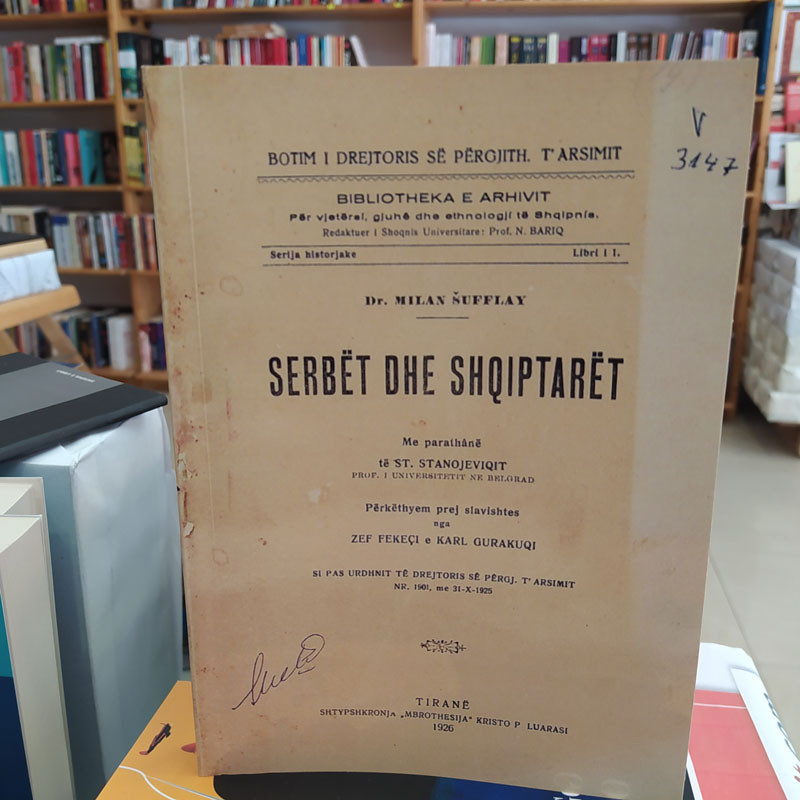 BOTIM I DREJTORIS SË PËRGJITH. T' ARSIMIT
BIBLIOTHEKA E ARHIVIT
Për vjetërsi, gjuhë dhe ethnologji të Shqipnis.
Redaktuer i Shoqnis Universitare: Prof. N. BARIQ
Serija historjake Libri i I.
Dr. MILAN ŠUFFLAY
SERBËT DHE SHQIPTARËT
Me parathânë
të ST. STANOJEVIQIT
PROF. I UNIVERSITETIT NE BELGRAD
Përkëthyem prej slavishtes
nga
ZEF FEKEÇI e KARL GURAKUQI
SI PAS URDHNIT TË DREJTORIS SË PËRGJ. T' ARSIMIT
NR. 1901, me 31-X-1925
TIRANË
SHTYPSHKRONJA „MBROTHESIJA" KRISTO P. LUARASI
1926
V
3147